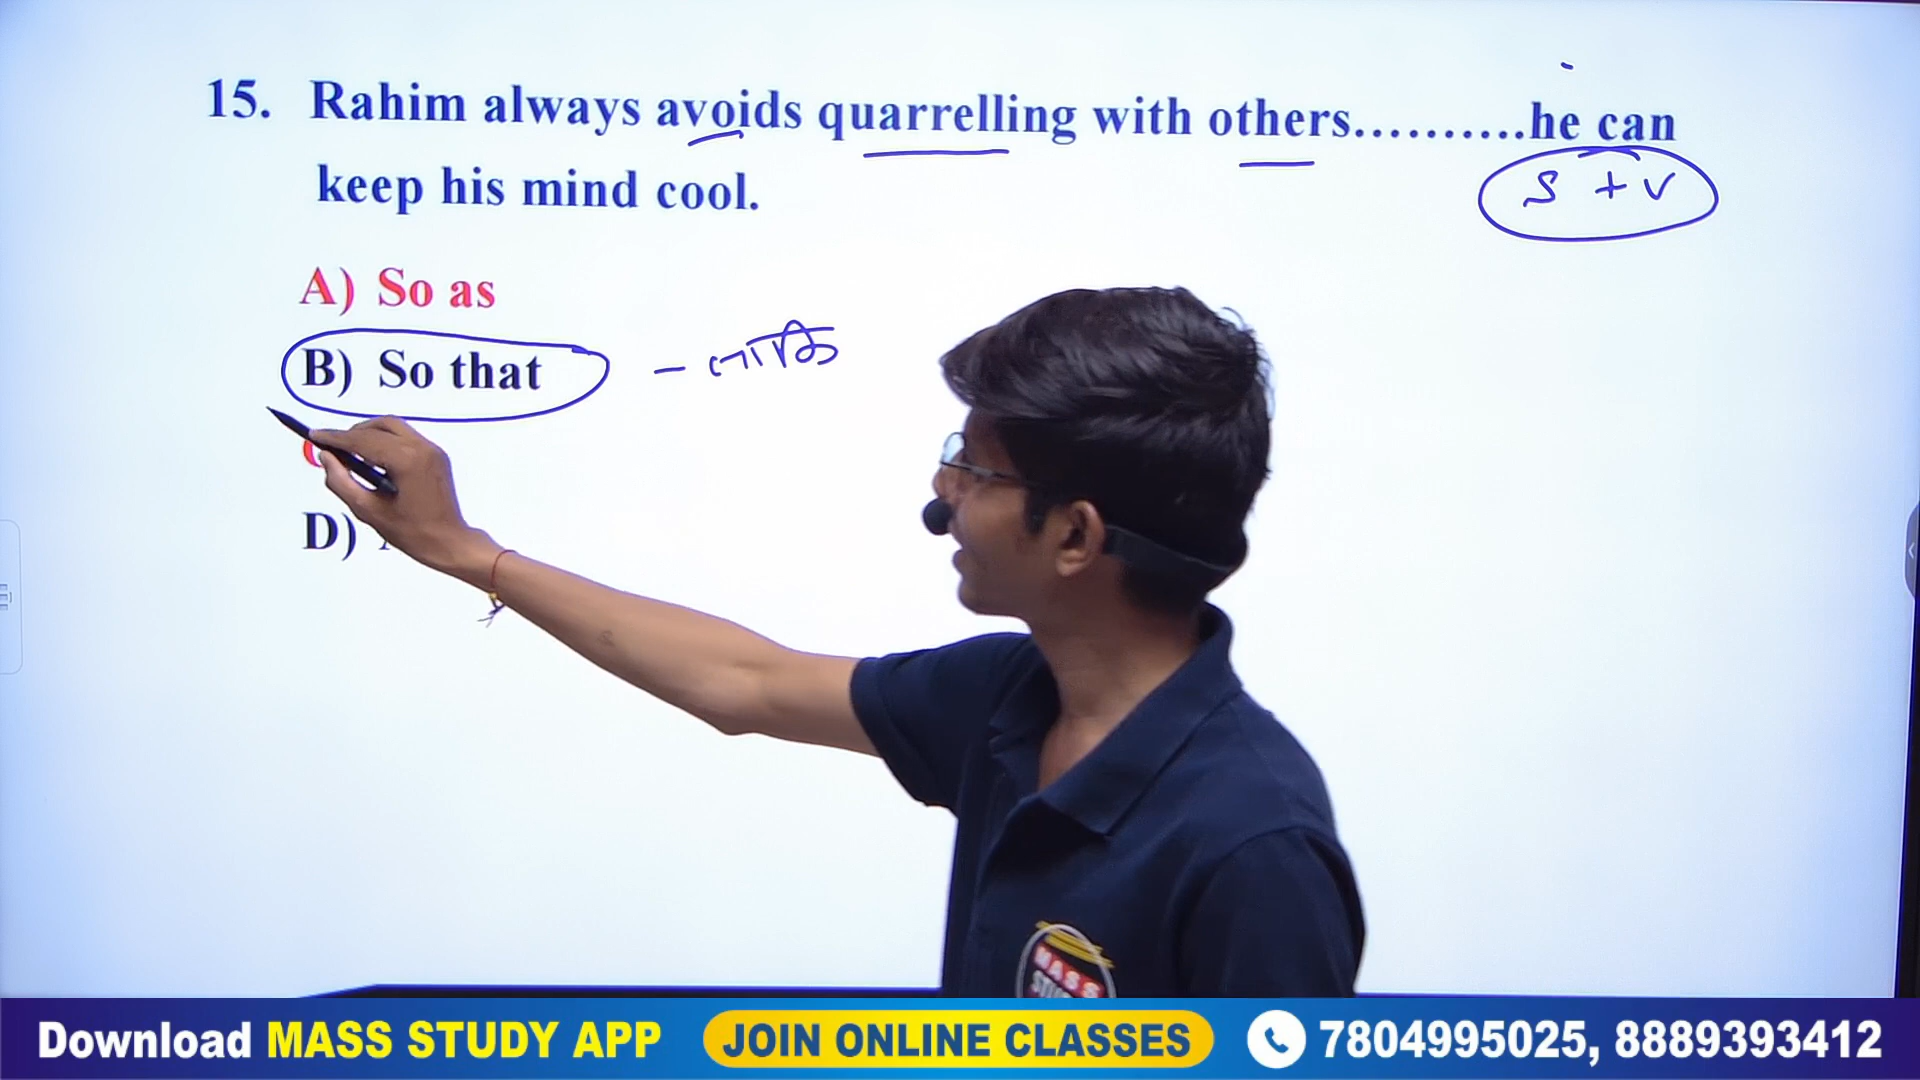 15. Rahim always avoids quarrelling with others..........he can
keep his mind cool.
S + V
A) So as
B) So that - ताकि
D)
MASS
Download MASS STUDY APP JOIN ONLINE CLASSES 7804995025, 8889393412